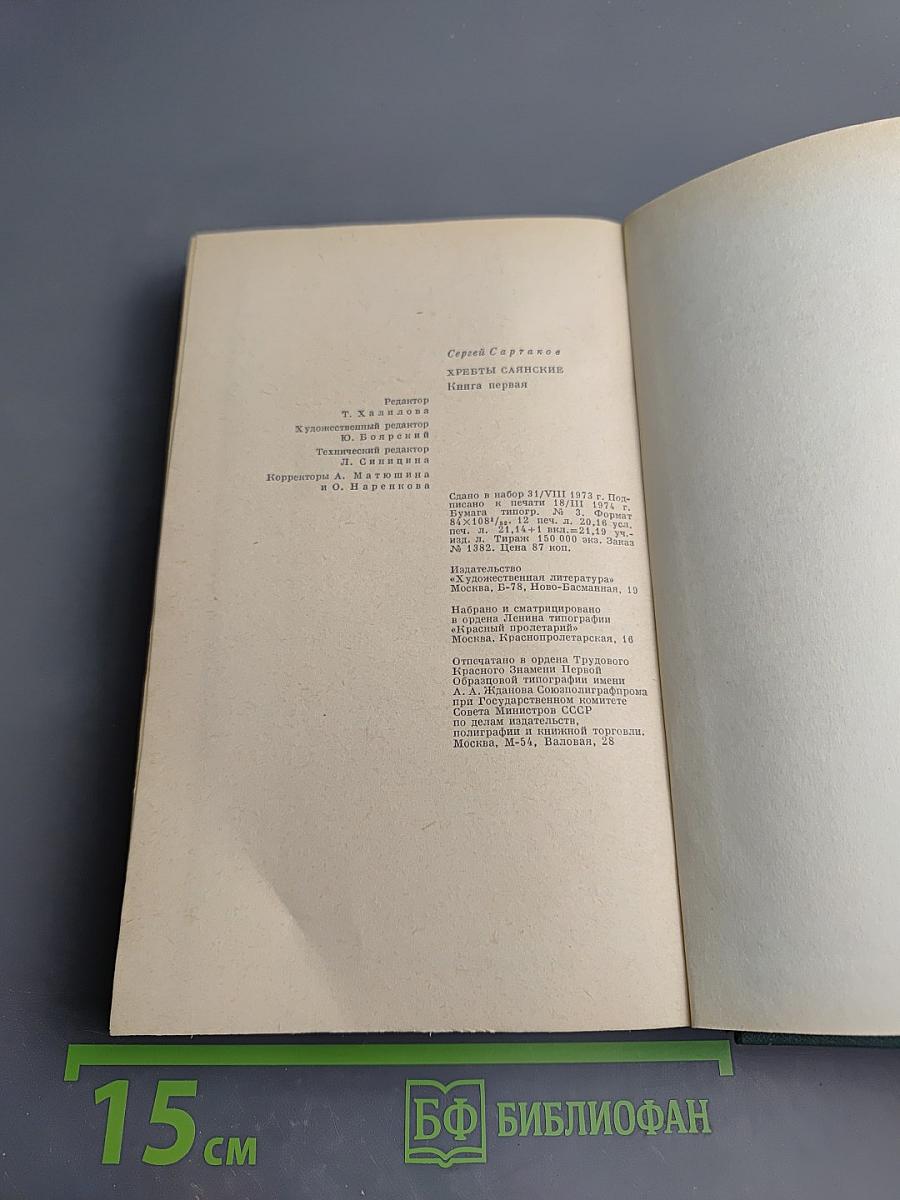 Сергей Сартаков
ХРЕБТЫ САЯНСКИЕ
Книга первая
Редактор
Т. Халилова
Художественный редактор
Ю. Боярский
Технический редактор
Л. Синицина
Корректоры А. Матюшина
и О. Наренкова
Сдано в набор 31/VIII 1973 г. Под-
писано к печати 18/III 1974 г.
Бумага типогр. № 3. Формат
84×108¹/₃₂. 12 печ. л. 20,16 усл.
печ. л. 21,14+1 вкл.=21,19 уч.-
изд. л. Тираж 150 000 экз. Заказ
№ 1382. Цена 87 коп.
Издательство
«Художественная литература»
Москва, Б-78, Ново-Басманная, 19
Набрано и сматрицировано
в ордена Ленина типографии
«Красный пролетарий»
Москва, Краснопролетарская, 16
Отпечатано в ордена Трудового
Красного Знамени Первой
Образцовой типографии имени
А. А. Жданова Союзполиграфпрома
при Государственном комитете
Совета Министров СССР
по делам издательств,
полиграфии и книжной торговли.
Москва, М-54, Валовая, 28
15 см
БФ БИБЛИОФАН